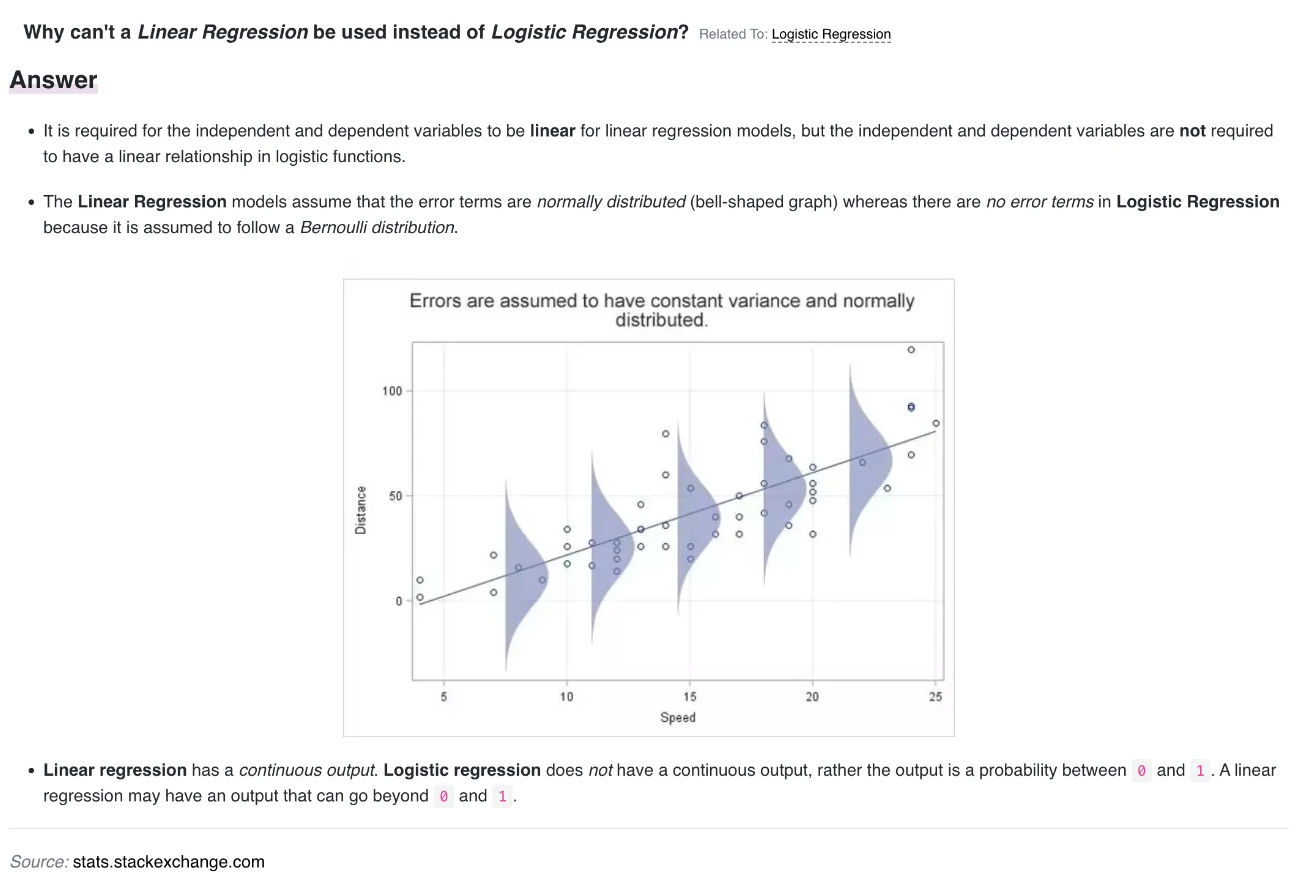 Why can't a Linear Regression be used instead of Logistic Regression? Related To: Logistic Regression
Answer
• It is required for the independent and dependent variables to be linear for linear regression models, but the independent and dependent variables are not required
to have a linear relationship in logistic functions.
• The Linear Regression models assume that the error terms are normally distributed (bell-shaped graph) whereas there are no error terms in Logistic Regression
because it is assumed to follow a Bernoulli distribution.
Errors are assumed to have constant variance and normally
distributed.
100
50
0
Distance
5 10 15 20 25
Speed
• Linear regression has a continuous output. Logistic regression does not have a continuous output, rather the output is a probability between 0 and 1 . A linear
regression may have an output that can go beyond 0 and 1 .
Source: stats.stackexchange.com